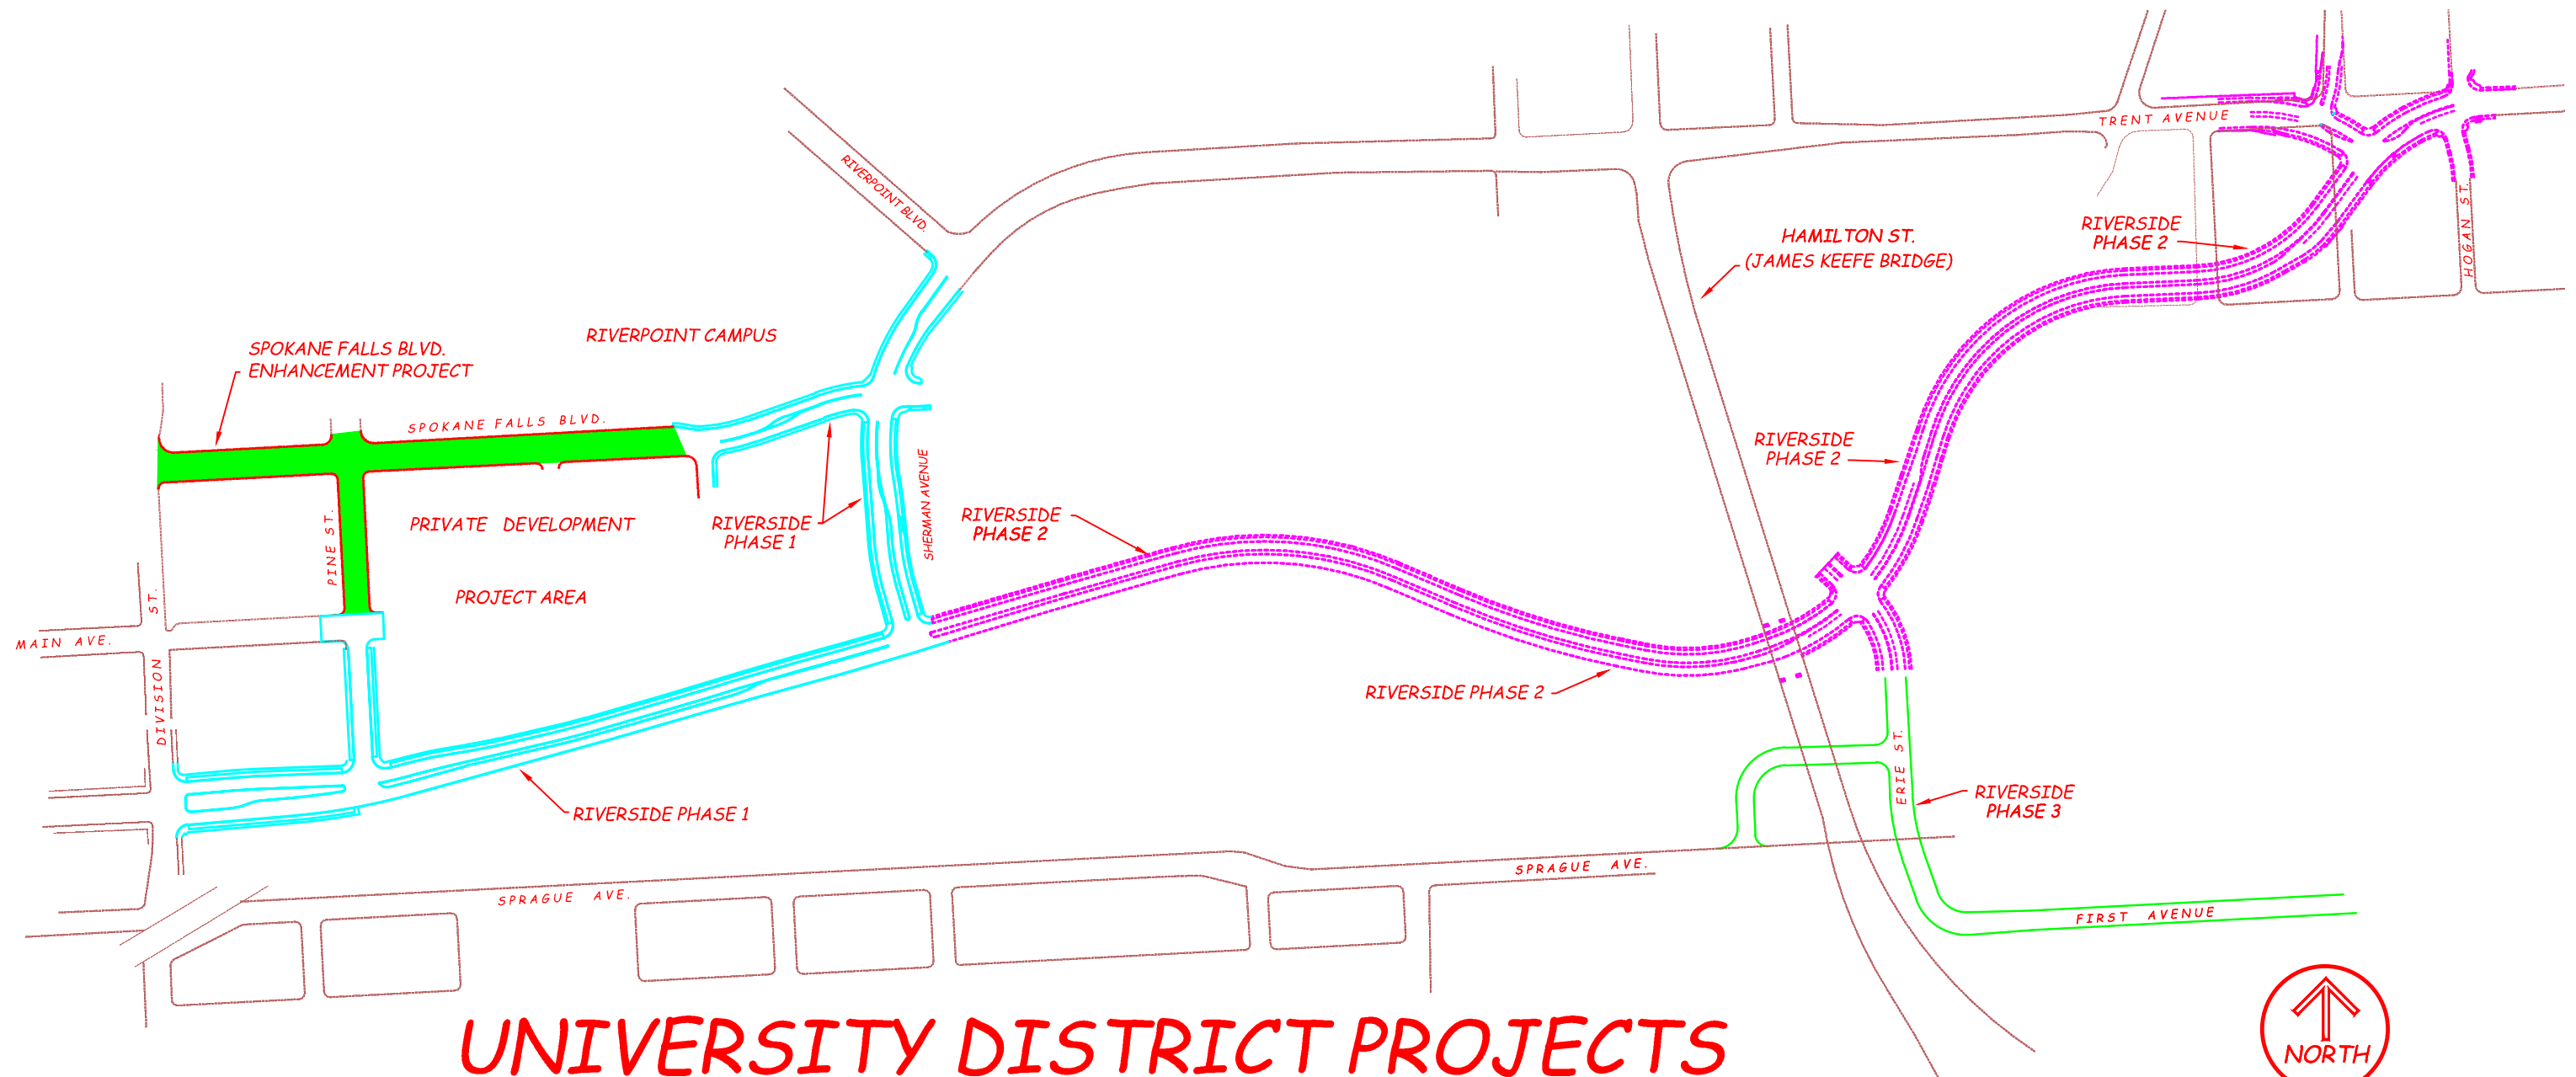 TRENT AVENUE
RIVERPOINT BLVD.
RIVERSIDE
PHASE 2
HOGAN ST.
HAMILTON ST.
(JAMES KEEFE BRIDGE)
RIVERPOINT CAMPUS
SPOKANE FALLS BLVD.
ENHANCEMENT PROJECT
SPOKANE FALLS BLVD.
RIVERSIDE
PHASE 2
SHERMAN AVENUE
PINE ST.
PRIVATE DEVELOPMENT
PROJECT AREA
RIVERSIDE
PHASE 1
RIVERSIDE
PHASE 2
MAIN AVE.
DIVISION ST.
RIVERSIDE PHASE 2
ERIE ST.
RIVERSIDE
PHASE 3
RIVERSIDE PHASE 1
SPRAGUE AVE.
SPRAGUE AVE.
FIRST AVENUE
UNIVERSITY DISTRICT PROJECTS
NORTH